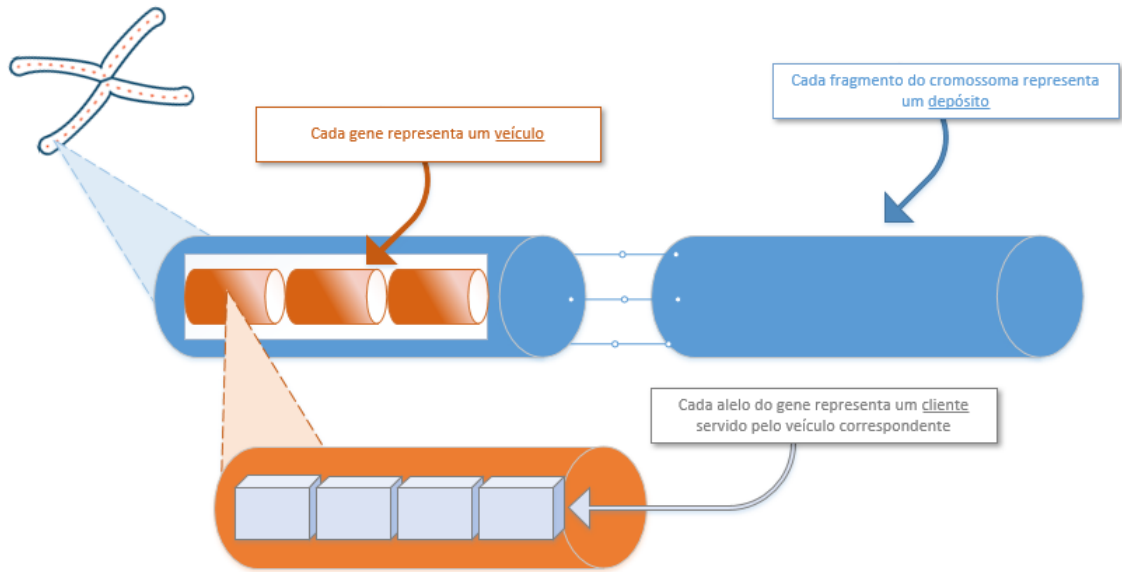 Cada fragmento do cromossoma representa
um depósito
Cada gene representa um veículo
Cada alelo do gene representa um cliente
servido pelo veículo correspondente